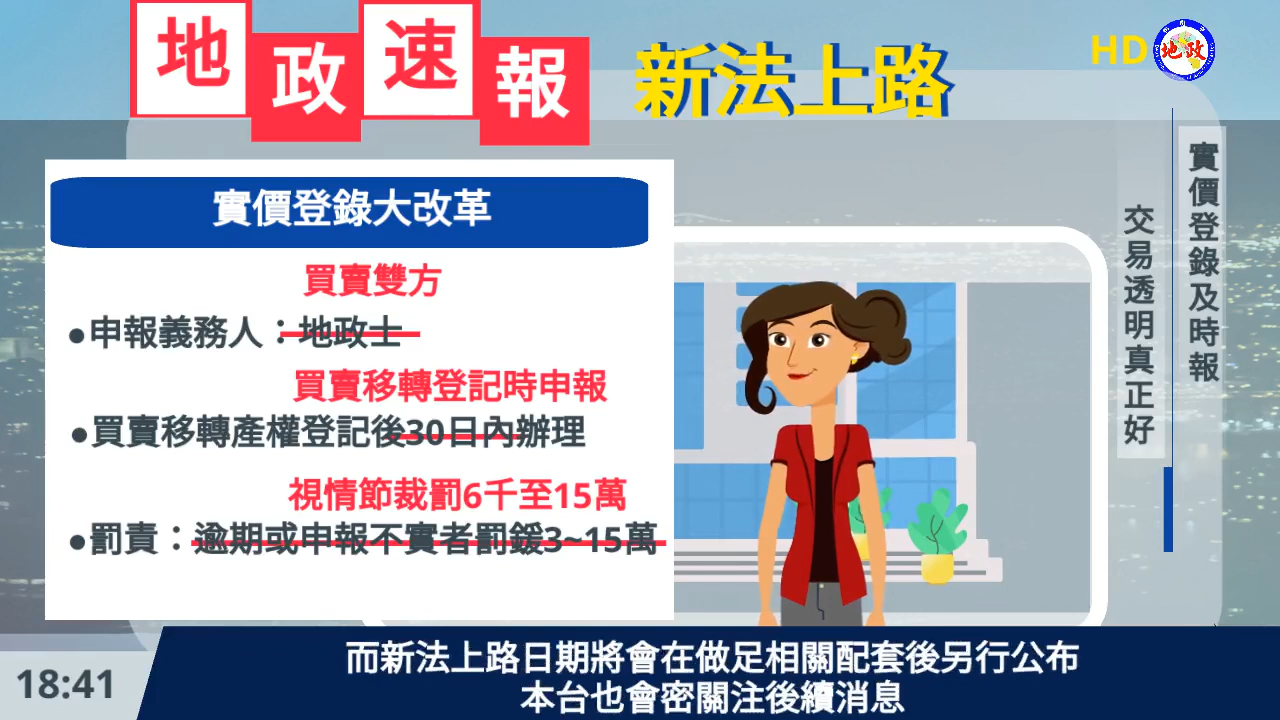 地政速報
新法上路
HD
地政
實價登錄大改革
買賣雙方
●申報義務人：地政士
買賣移轉登記時申報
●買賣移轉產權登記後30日內辦理
視情節裁罰6千至15萬
●罰責：逾期或申報不實者罰鍰3~15萬
實價登錄及時報
交易透明真正好
18:41
而新法上路日期將會在做足相關配套後另行公布
本台也會密關注後續消息